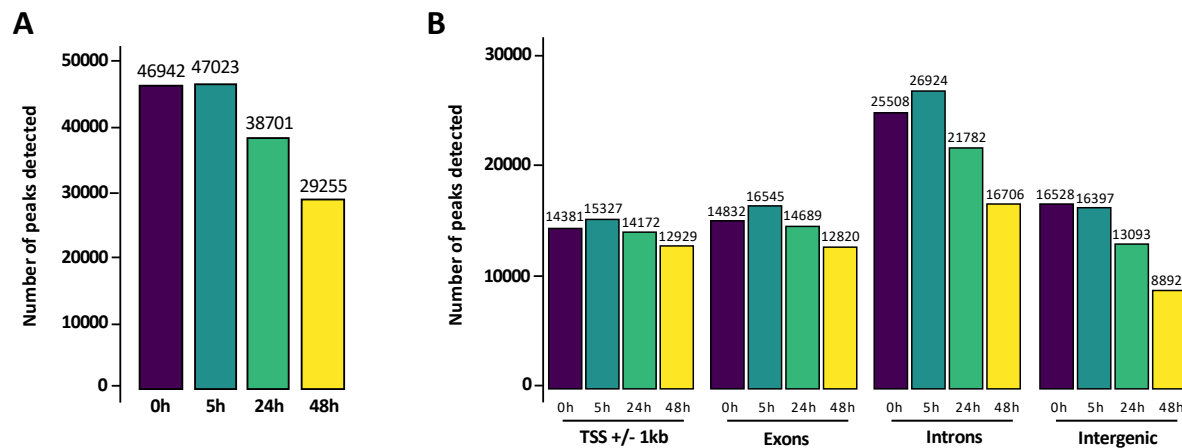 A
Number of peaks detected
50000
40000
30000
20000
10000
0
46942
47023
38701
29255
0h 5h 24h 48h
B
Number of peaks detected
30000
20000
10000
0
14381 15327 14172 12929
14832 16545 14689 12820
25508 26924 21782 16706
16528 16397 13093 8892
0h 5h 24h 48h 0h 5h 24h 48h 0h 5h 24h 48h 0h 5h 24h 48h
TSS +/- 1kb Exons Introns Intergenic